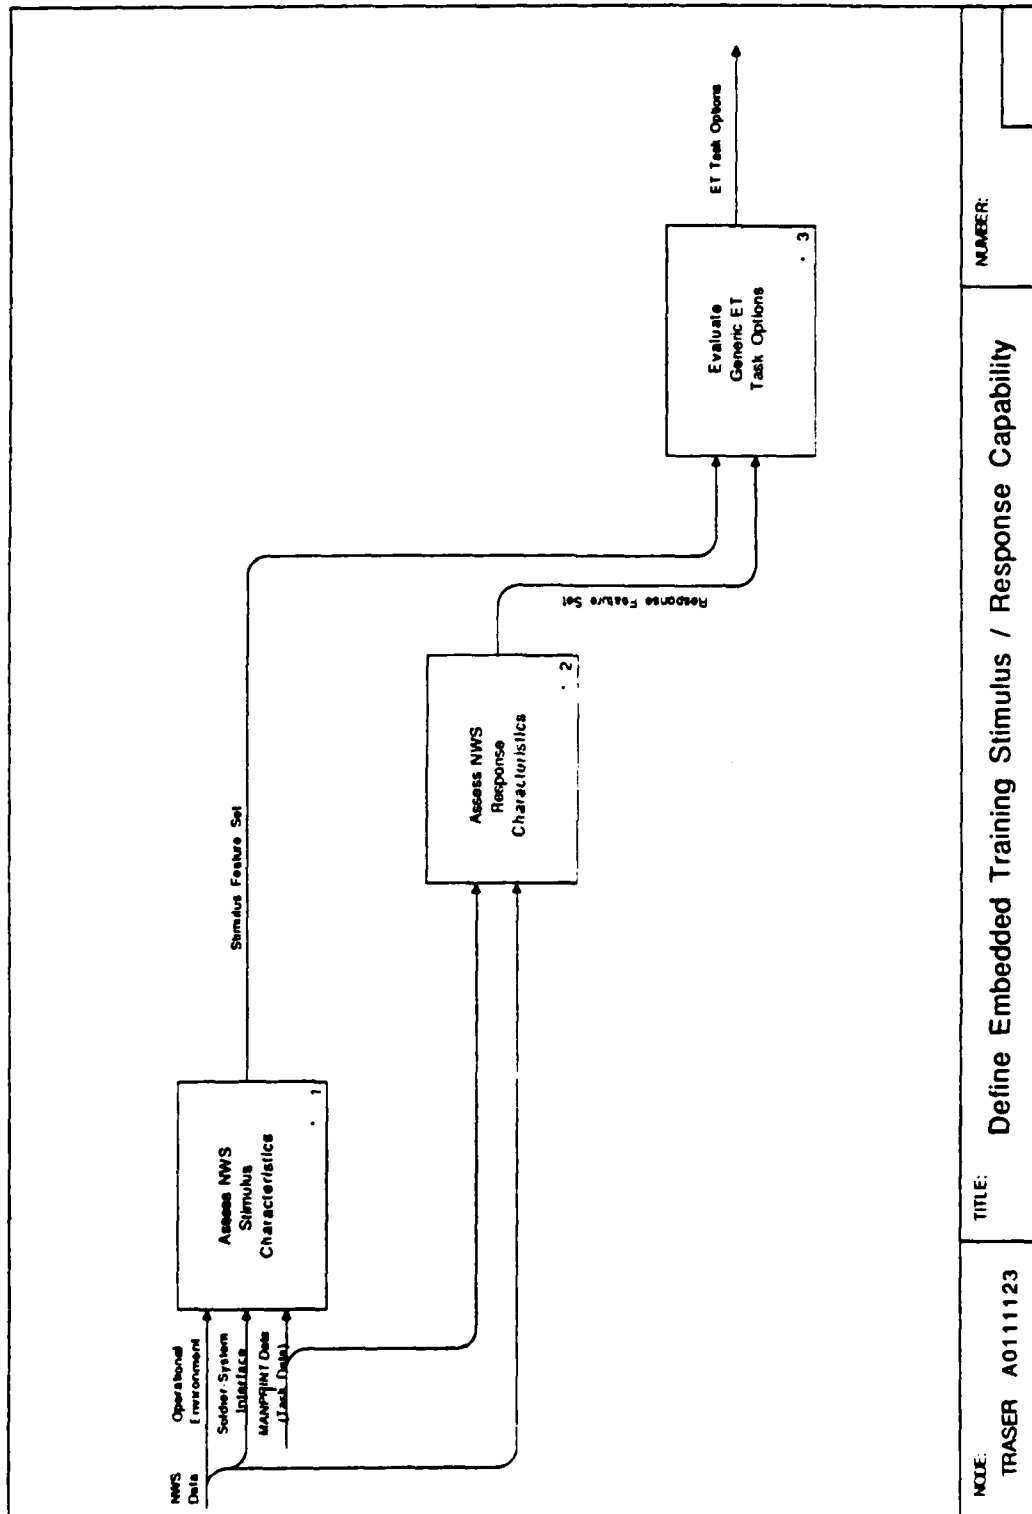 NWS
Data
Operational
Environment
Soldier-System
Interface
MANPRINT Data
(Task Data)
Assess NWS
Stimulus
Characteristics
. 1
Stimulus Feature Set
Assess NWS
Response
Characteristics
. 2
Response Feature Set
Evaluate
Generic ET
Task Options
. 3
ET Task Options
NODE:
TRASER A0111123
TITLE:
Define Embedded Training Stimulus / Response Capability
NUMBER: